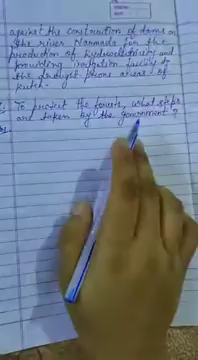 against the construction of dams on
the river Narmada for the
production of hydroelectricity and
providing irrigation facility to
the drought-prone areas of
Kutch.
To protect the forests, what steps
are taken by the government?